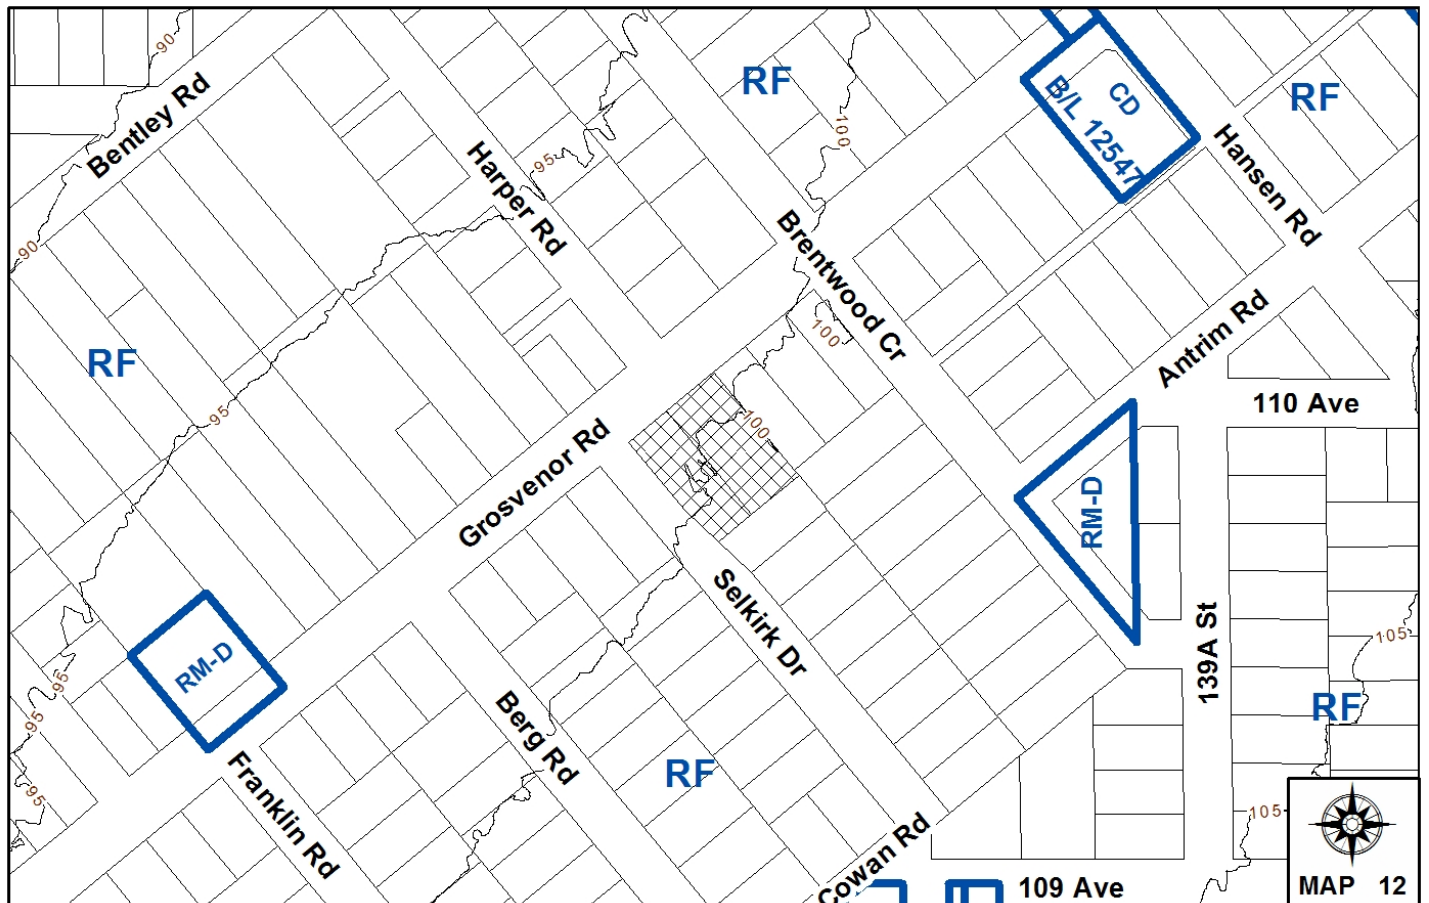 90
Bentley Rd
90
RF
95
Harper Rd
95
RF
100
CD
B/L 12547
RF
Hansen Rd
Brentwood Cr
100
Antrim Rd
110 Ave
Grosvenor Rd
100
RM-D
RM-D
95
95
95
Selkirk Dr
139A St
105
RF
Berg Rd
RF
Franklin Rd
Cowan Rd
105
109 Ave
MAP 12